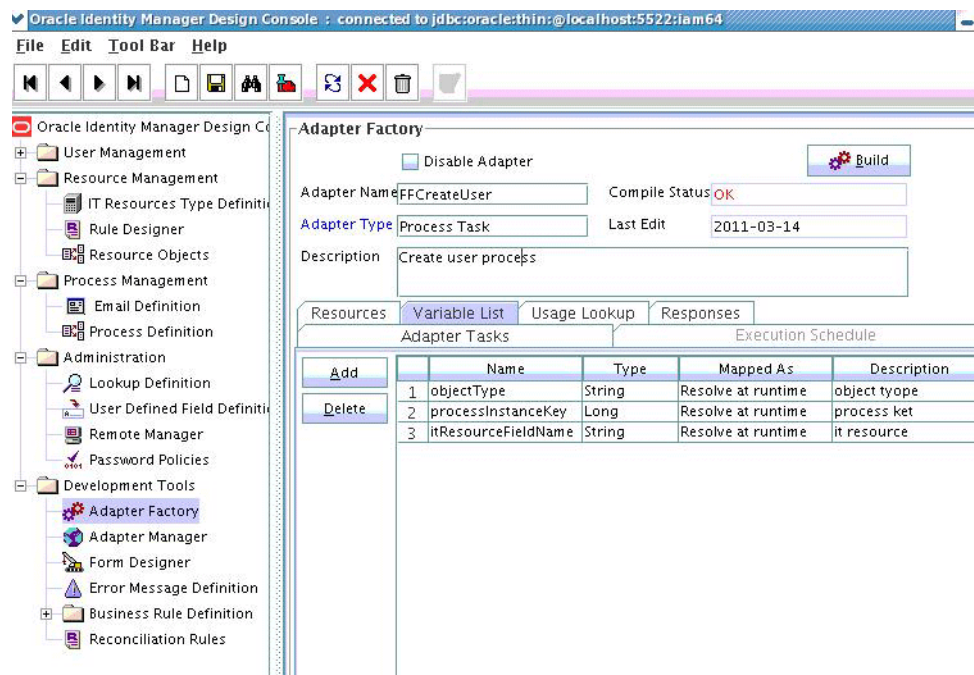 Oracle Identity Manager Design Console : connected to jdbc:oracle:thin:@localhost:5522:iam64
File Edit Tool Bar Help
Oracle Identity Manager Design Co
User Management
Resource Management
IT Resources Type Definiti
Rule Designer
Resource Objects
Process Management
Email Definition
Process Definition
Administration
Lookup Definition
User Defined Field Definiti
Remote Manager
Password Policies
Development Tools
Adapter Factory
Adapter Manager
Form Designer
Error Message Definition
Business Rule Definition
Reconciliation Rules
Adapter Factory
Disable Adapter
Build
Adapter Name FFCreateUser Compile Status OK
Adapter Type Process Task Last Edit 2011-03-14
Description Create user process
Resources Variable List Usage Lookup Responses
Adapter Tasks Execution Schedule
Add
Delete
Name Type Mapped As Description
1 objectType String Resolve at runtime object tyope
2 processInstanceKey Long Resolve at runtime process ket
3 itResourceFieldName String Resolve at runtime it resource